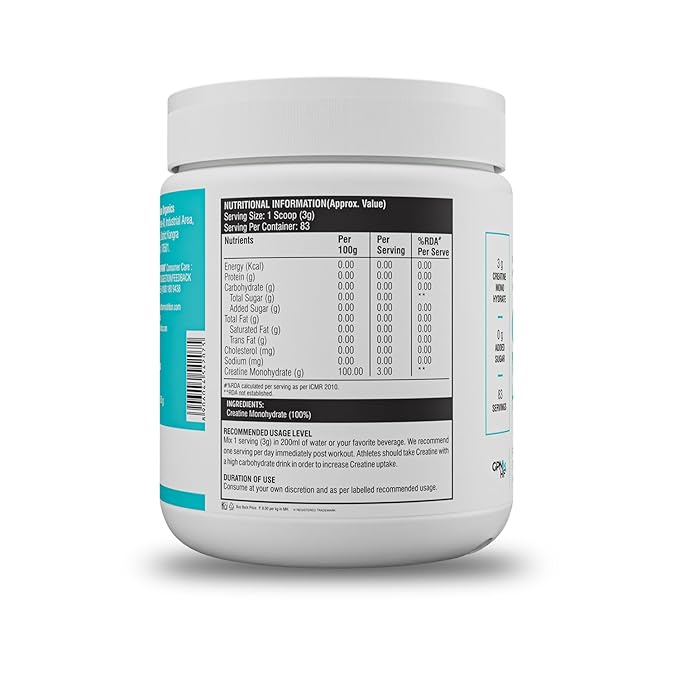 Organics
Industrial Area,
Kangra
Consumer Care :
NUTRITIONAL INFORMATION(Approx. Value)
Serving Size: 1 Scoop (3g)
Serving Per Container: 83
Nutrients Per 100g Per Serving %RDA# Per Serve
Energy (Kcal) 0.00 0.00 0.00
Protein (g) 0.00 0.00 0.00
Carbohydrate (g) 0.00 0.00 0.00
Total Sugar (g) 0.00 0.00 **
Added Sugar (g) 0.00 0.00 0.00
Total Fat (g) 0.00 0.00 0.00
Saturated Fat (g) 0.00 0.00 0.00
Trans Fat (g) 0.00 0.00 0.00
Cholesterol (mg) 0.00 0.00 0.00
Sodium (mg) 0.00 0.00 0.00
Creatine Monohydrate (g) 100.00 3.00 **
#%RDA calculated per serving as per ICMR 2010.
**RDA not established.
INGREDIENTS:
Creatine Monohydrate (100%)
RECOMMENDED USAGE LEVEL
Mix 1 serving (3g) in 200ml of water or your favorite beverage. We recommend
one serving per day immediately post workout. Athletes should take Creatine with
a high carbohydrate drink in order to increase Creatine uptake.
DURATION OF USE
Consume at your own discretion and as per labelled recommended usage.
3 g
CREATINE
MONO
HYDRATE
0 g
ADDED
SUGAR
83
SERVINGS